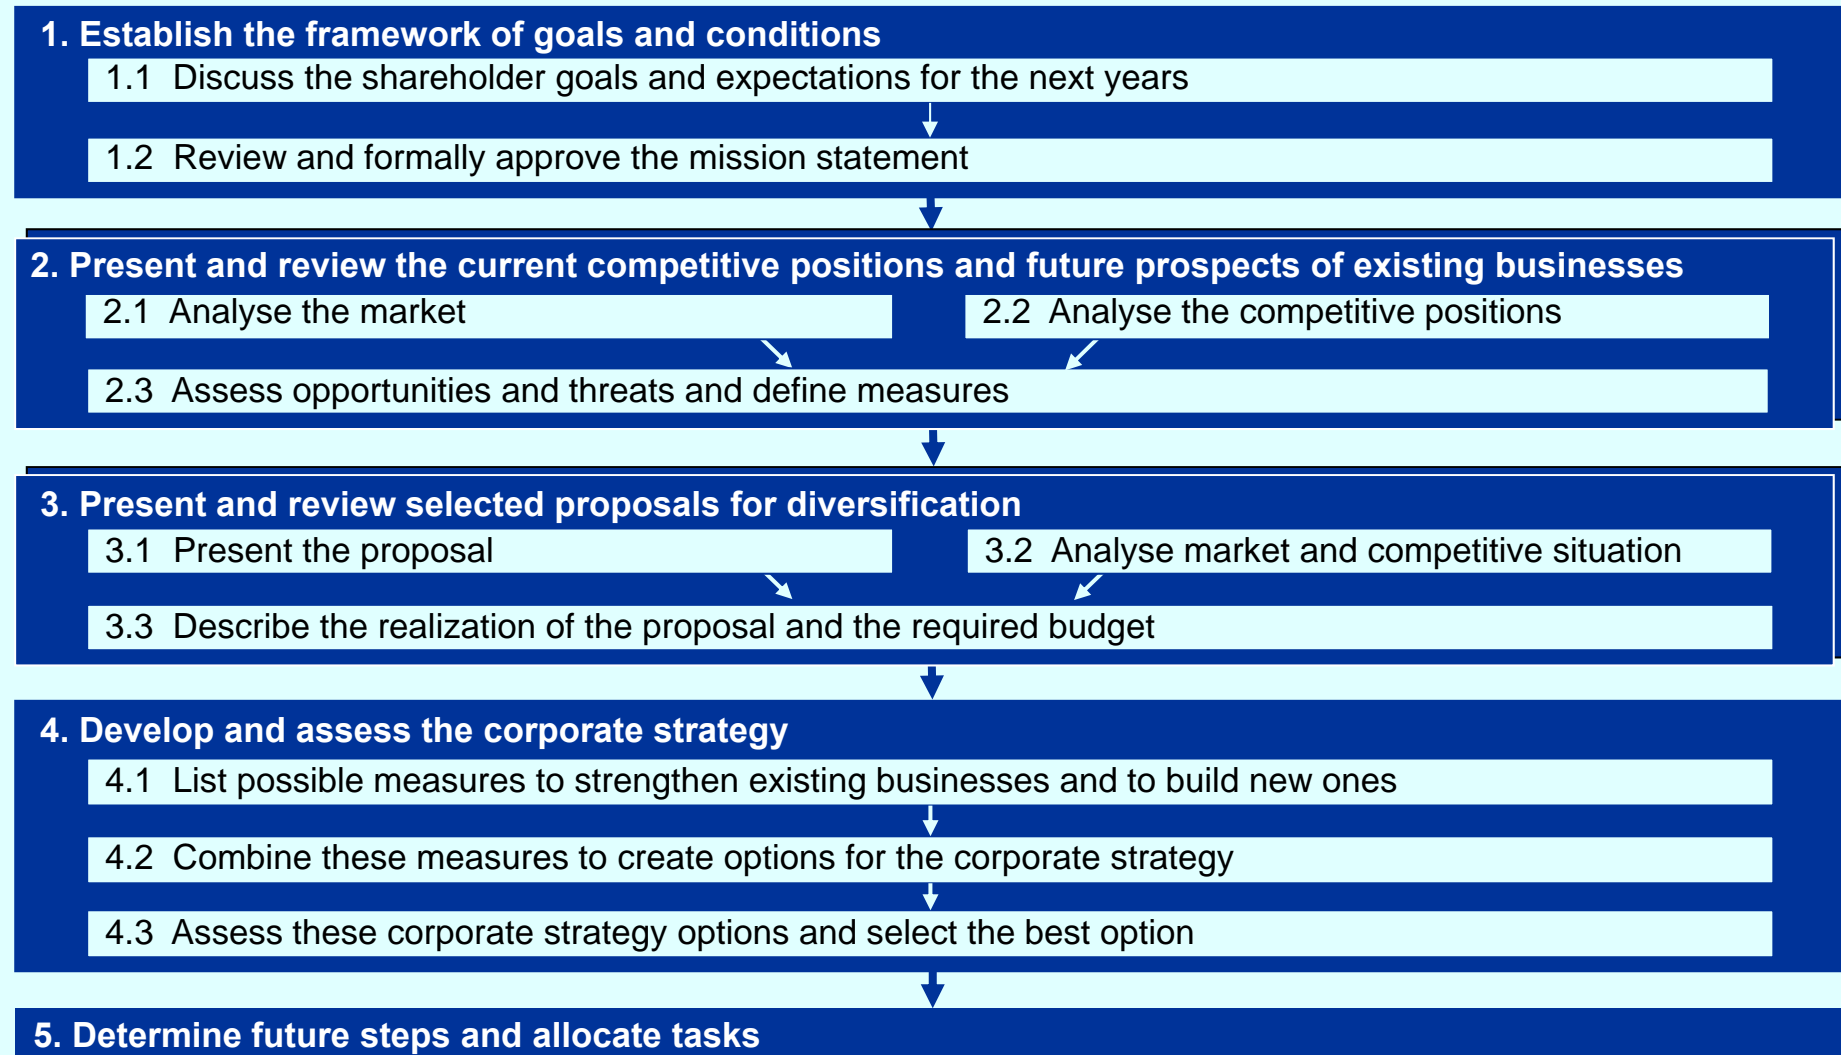 1. Establish the framework of goals and conditions
1.1 Discuss the shareholder goals and expectations for the next years
1.2 Review and formally approve the mission statement
2. Present and review the current competitive positions and future prospects of existing businesses
2.1 Analyse the market
2.2 Analyse the competitive positions
2.3 Assess opportunities and threats and define measures
3. Present and review selected proposals for diversification
3.1 Present the proposal
3.2 Analyse market and competitive situation
3.3 Describe the realization of the proposal and the required budget
4. Develop and assess the corporate strategy
4.1 List possible measures to strengthen existing businesses and to build new ones
4.2 Combine these measures to create options for the corporate strategy
4.3 Assess these corporate strategy options and select the best option
5. Determine future steps and allocate tasks